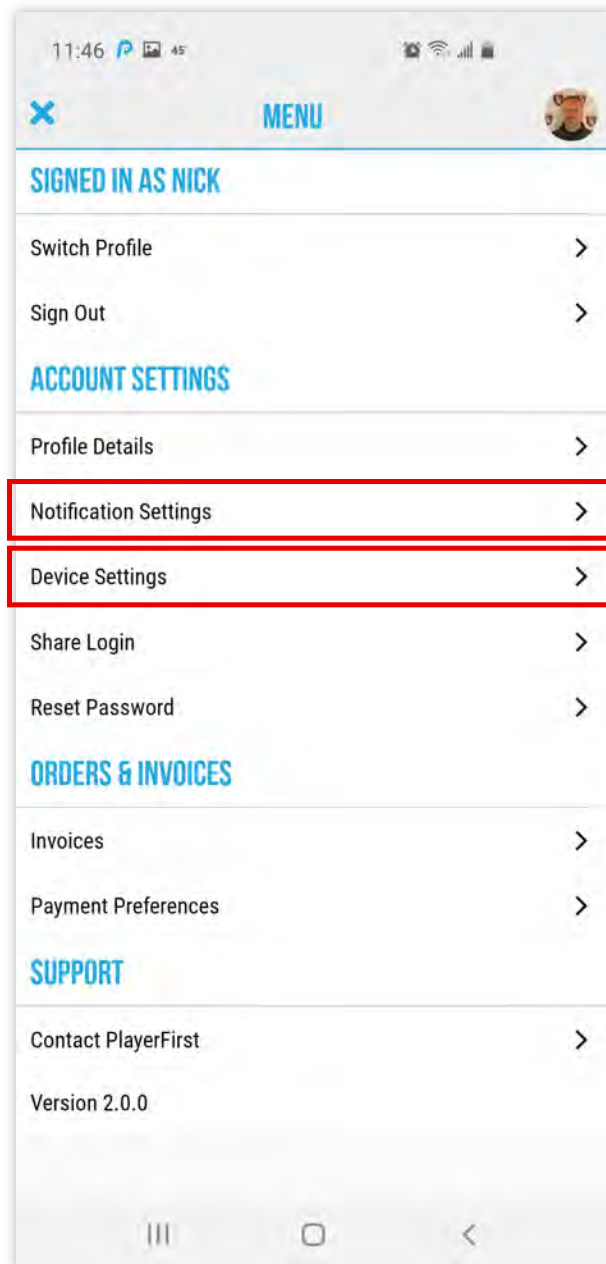 11:46 45°
MENU
SIGNED IN AS NICK
Switch Profile
Sign Out
ACCOUNT SETTINGS
Profile Details
Notification Settings
Device Settings
Share Login
Reset Password
ORDERS & INVOICES
Invoices
Payment Preferences
SUPPORT
Contact PlayerFirst
Version 2.0.0